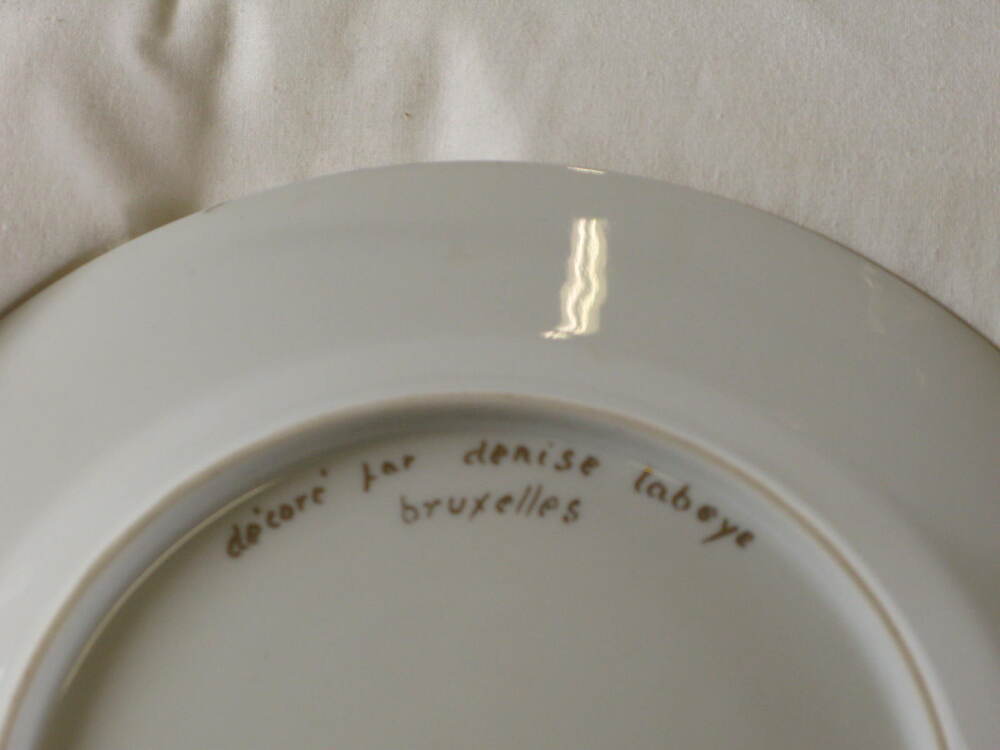 décoré par denise labeye
bruxelles